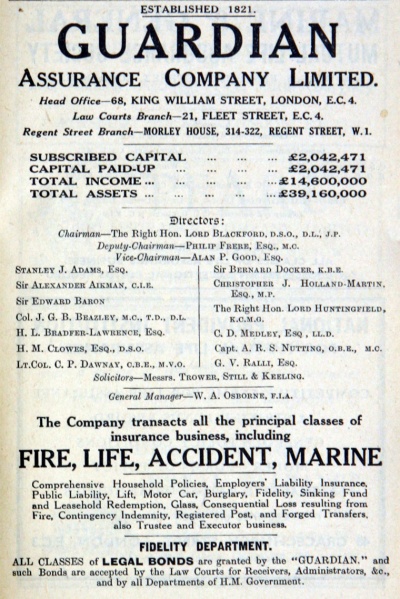 ESTABLISHED 1821.
GUARDIAN
ASSURANCE COMPANY LIMITED.
Head Office—68, KING WILLIAM STREET, LONDON, E.C. 4.
Law Courts Branch—21, FLEET STREET, E.C. 4.
Regent Street Branch—MORLEY HOUSE, 314-322, REGENT STREET, W.1.
SUBSCRIBED CAPITAL ... ... ... £2,042,471
CAPITAL PAID-UP ... ... ... £2,042,471
TOTAL INCOME ... ... ... ... £14,600,000
TOTAL ASSETS ... ... ... ... £39,160,000
Directors:
Chairman—The Right Hon. LORD BLACKFORD, D.S.O., D.L., J.P.
Deputy-Chairman—PHILIP FRERE, ESQ., M.C.
Vice-Chairman—ALAN P. GOOD, ESQ.
STANLEY J. ADAMS, ESQ.
SIR ALEXANDER AIKMAN, C.I.E.
SIR EDWARD BARON
COL. J. G. B. BEAZLEY, M.C., T.D., D.L.
H. L. BRADFER-LAWRENCE, ESQ.
H. M. CLOWES, ESQ., D.S.O.
LT.COL. C. P. DAWNAY, C.B.E., M.V.O.
SIR BERNARD DOCKER, K.B.E.
CHRISTOPHER J. HOLLAND-MARTIN,
ESQ., M.P.
The Right Hon. LORD HUNTINGFIELD,
K.C.M.G.
C. D. MEDLEY, ESQ., LL.D.
Capt. A. R. S. NUTTING, O.B.E., M.C.
G. V. RALLI, ESQ.
Solicitors—Messrs. TROWER, STILL & KEELING.
General Manager—W. A. OSBORNE, F.I.A.
The Company transacts all the principal classes of
insurance business, including
FIRE, LIFE, ACCIDENT, MARINE
Comprehensive Household Policies, Employers' Liability Insurance,
Public Liability, Lift, Motor Car, Burglary, Fidelity, Sinking Fund
and Leasehold Redemption, Glass, Consequential Loss resulting from
Fire, Contingency Indemnity, Registered Post, and Forged Transfers,
also Trustee and Executor business.
FIDELITY DEPARTMENT.
ALL CLASSES of LEGAL BONDS are granted by the "GUARDIAN," and
such Bonds are accepted by the Law Courts for Receivers, Administrators, &c.,
and by all Departments of H.M. Government.